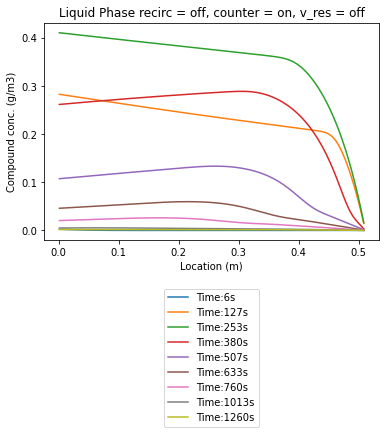 Liquid Phase recirc = off, counter = on, v_res = off
Compound conc. (g/m3)
0.4
0.3
0.2
0.1
0.0
0.0 0.1 0.2 0.3 0.4 0.5
Location (m)
Time:6s
Time:127s
Time:253s
Time:380s
Time:507s
Time:633s
Time:760s
Time:1013s
Time:1260s